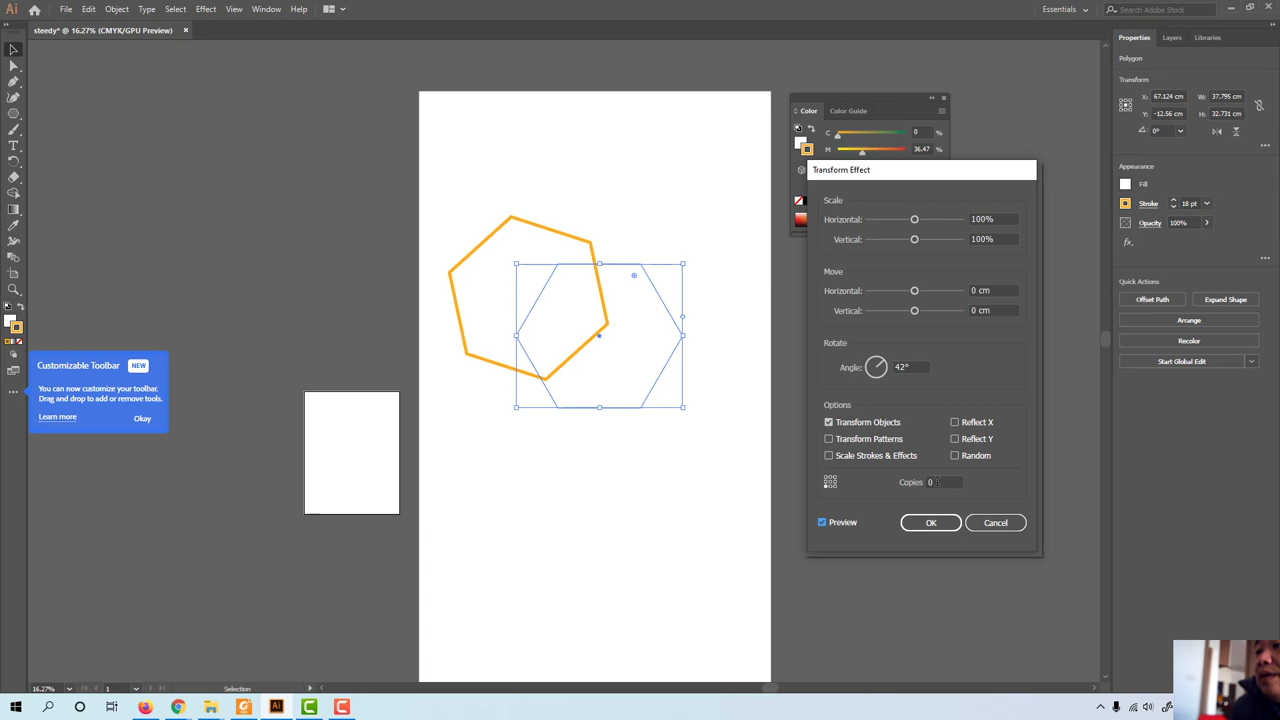 Ai File Edit Object Type Select Effect View Window Help Essentials Search Adobe Stock
steedy* @ 16.27% (CMYK/GPU Preview) ×
Properties Layers Libraries
Polygon
Transform
X: 67.124 cm W: 37.795 cm
Y: -12.56 cm H: 32.731 cm
0°
Appearance
Fill
Stroke 18 pt
Opacity 100%
fx.
Quick Actions
Offset Path Expand Shape
Arrange
Recolor
Start Global Edit
Color Color Guide
C 0 %
M 36.47 %
Transform Effect
Scale
Horizontal: 100%
Vertical: 100%
Move
Horizontal: 0 cm
Vertical: 0 cm
Rotate
Angle: 42°
Options
Transform Objects Reflect X
Transform Patterns Reflect Y
Scale Strokes & Effects Random
Copies 0
Preview OK Cancel
Customizable Toolbar NEW
You can now customize your toolbar.
Drag and drop to add or remove tools.
Learn more Okay
16.27% 1 Selection
Ai